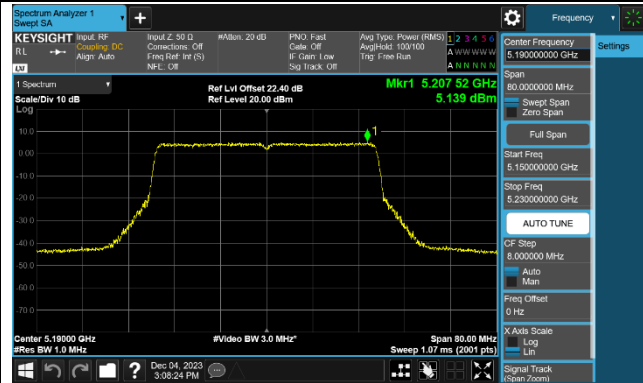 Spectrum Analyzer 1
Swept SA
Frequency
KEYSIGHT
RL
LXI
Input: RF
Coupling: DC
Align: Auto
Input Z: 50 Ω
Corrections: Off
Freq Ref: Int (S)
NFE: Off
#Atten: 20 dB
PNO: Fast
Gate: Off
IF Gain: Low
Sig Track: Off
Avg Type: Power (RMS)
Avg|Hold: 100/100
Trig: Free Run
1 2 3 4 5 6
A W W W W W
A N N N N N
1 Spectrum
Scale/Div 10 dB
Log
Ref Lvl Offset 22.40 dB
Ref Level 20.00 dBm
Mkr1 5.207 52 GHz
5.139 dBm
1
10.0
0.00
-10.0
-20.0
-30.0
-40.0
-50.0
-60.0
-70.0
Center 5.19000 GHz
#Res BW 1.0 MHz
#Video BW 3.0 MHz*
Span 80.00 MHz
Sweep 1.07 ms (2001 pts)
Dec 04, 2023
3:08:24 PM
Center Frequency
5.190000000 GHz
Settings
Span
80.0000000 MHz
Swept Span
Zero Span
Full Span
Start Freq
5.150000000 GHz
Stop Freq
5.230000000 GHz
AUTO TUNE
CF Step
8.000000 MHz
Auto
Man
Freq Offset
0 Hz
X Axis Scale
Log
Lin
Signal Track
(Span Zoom)